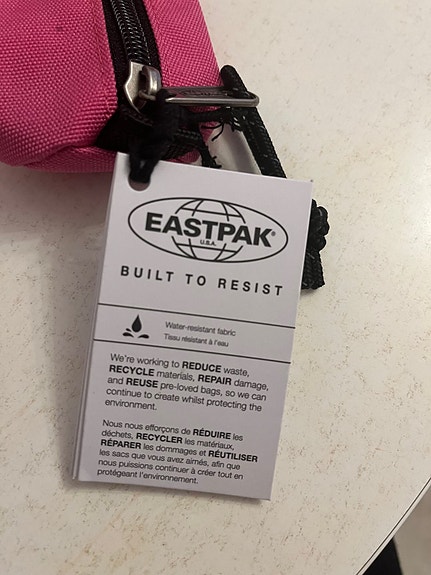 EASTPAK®
U.S.A.
BUILT TO RESIST
Water-resistant fabric
Tissu résistant à l'eau
We're working to REDUCE waste,
RECYCLE materials, REPAIR damage,
and REUSE pre-loved bags, so we can
continue to create whilst protecting the
environment.
Nous nous efforçons de RÉDUIRE les
déchets, RECYCLER les matériaux,
RÉPARER les dommages et RÉUTILISER
les sacs que vous avez aimés, afin que
nous puissions continuer à créer tout en
protégeant l'environnement.